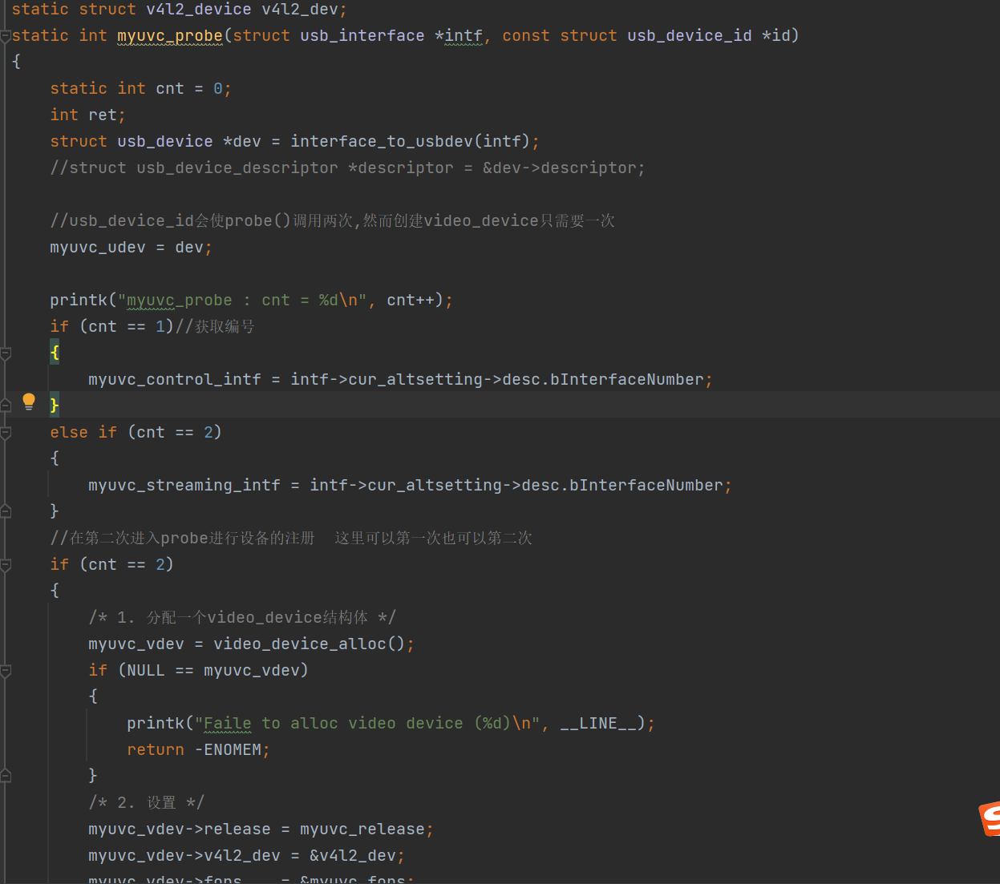 static struct v4l2_device v4l2_dev;
static int myuvc_probe(struct usb_interface *intf, const struct usb_device_id *id)
{
    static int cnt = 0;
    int ret;
    struct usb_device *dev = interface_to_usbdev(intf);
    //struct usb_device_descriptor *descriptor = &dev->descriptor;
    //usb_device_id会使probe()调用两次,然而创建video_device只需要一次
    myuvc_udev = dev;
    printk("myuvc_probe : cnt = %d\n", cnt++);
    if (cnt == 1)//获取编号
    {
        myuvc_control_intf = intf->cur_altsetting->desc.bInterfaceNumber;
    }
    else if (cnt == 2)
    {
        myuvc_streaming_intf = intf->cur_altsetting->desc.bInterfaceNumber;
    }
    //在第二次进入probe进行设备的注册  这里可以第一次也可以第二次
    if (cnt == 2)
    {
        /* 1. 分配一个video_device结构体 */
        myuvc_vdev = video_device_alloc();
        if (NULL == myuvc_vdev)
        {
            printk("Faile to alloc video device (%d)\n", __LINE__);
            return -ENOMEM;
        }
        /* 2. 设置 */
        myuvc_vdev->release = myuvc_release;
        myuvc_vdev->v4l2_dev = &v4l2_dev;
        myuvc_vdev->fops    = &myuvc_fops;